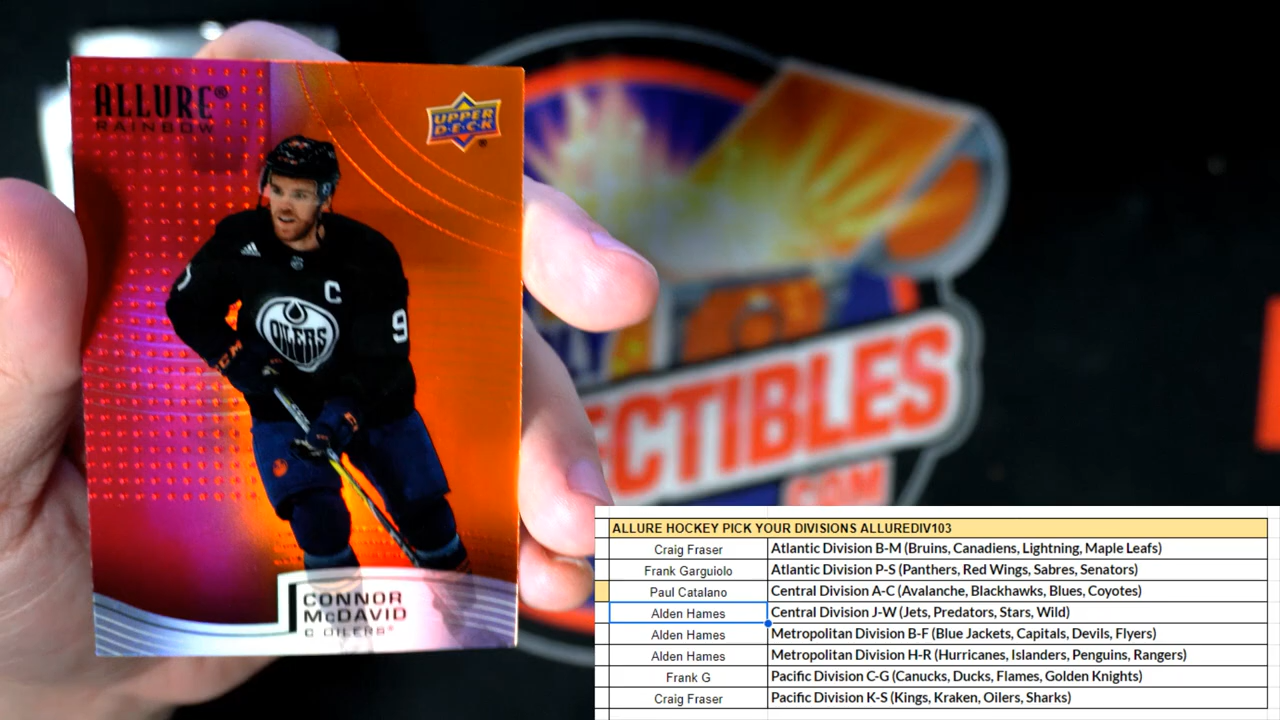 ALLURE®
RAINBOW
UPPER
DECK
®
C
OILERS
9
CCM
CONNOR
McDAVID
C OILERS®
ECTIBLES
.COM
ALLURE HOCKEY PICK YOUR DIVISIONS ALLUREDIV103
Craig Fraser Atlantic Division B-M (Bruins, Canadiens, Lightning, Maple Leafs)
Frank Garguiolo Atlantic Division P-S (Panthers, Red Wings, Sabres, Senators)
Paul Catalano Central Division A-C (Avalanche, Blackhawks, Blues, Coyotes)
Alden Hames Central Division J-W (Jets, Predators, Stars, Wild)
Alden Hames Metropolitan Division B-F (Blue Jackets, Capitals, Devils, Flyers)
Alden Hames Metropolitan Division H-R (Hurricanes, Islanders, Penguins, Rangers)
Frank G Pacific Division C-G (Canucks, Ducks, Flames, Golden Knights)
Craig Fraser Pacific Division K-S (Kings, Kraken, Oilers, Sharks)